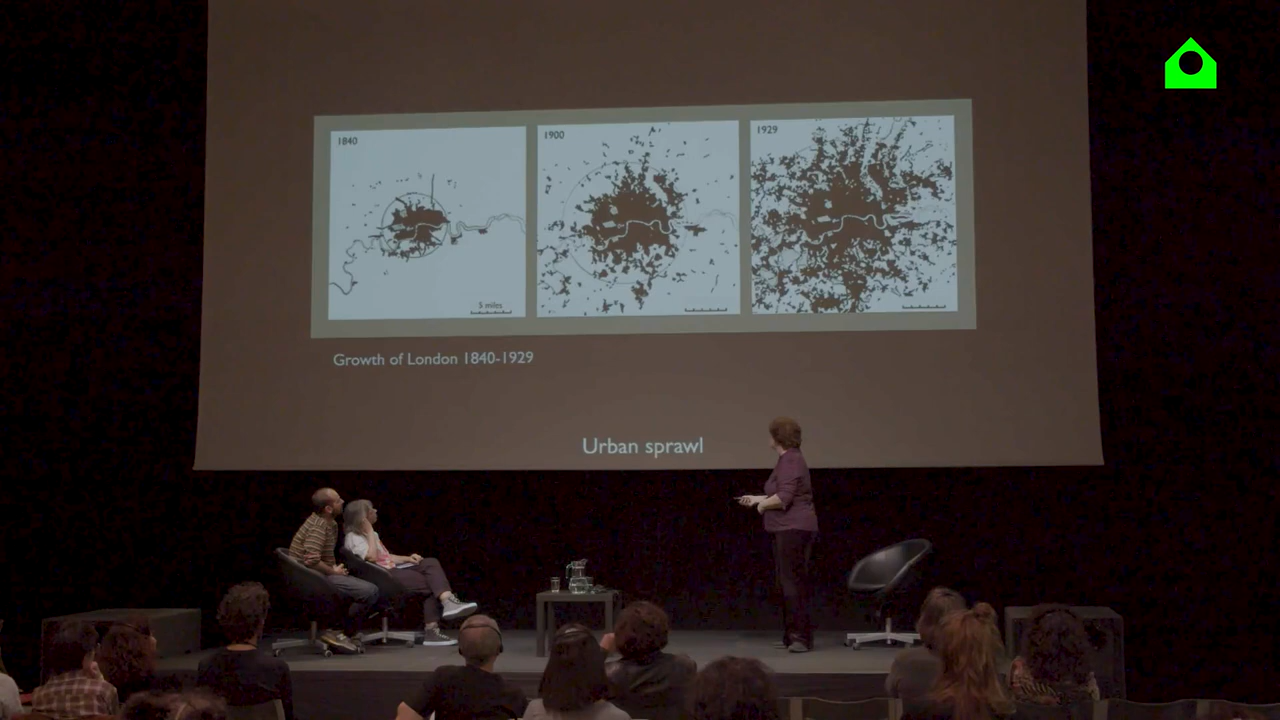 1840
1900
1929
5 miles
Growth of London 1840-1929
Urban sprawl